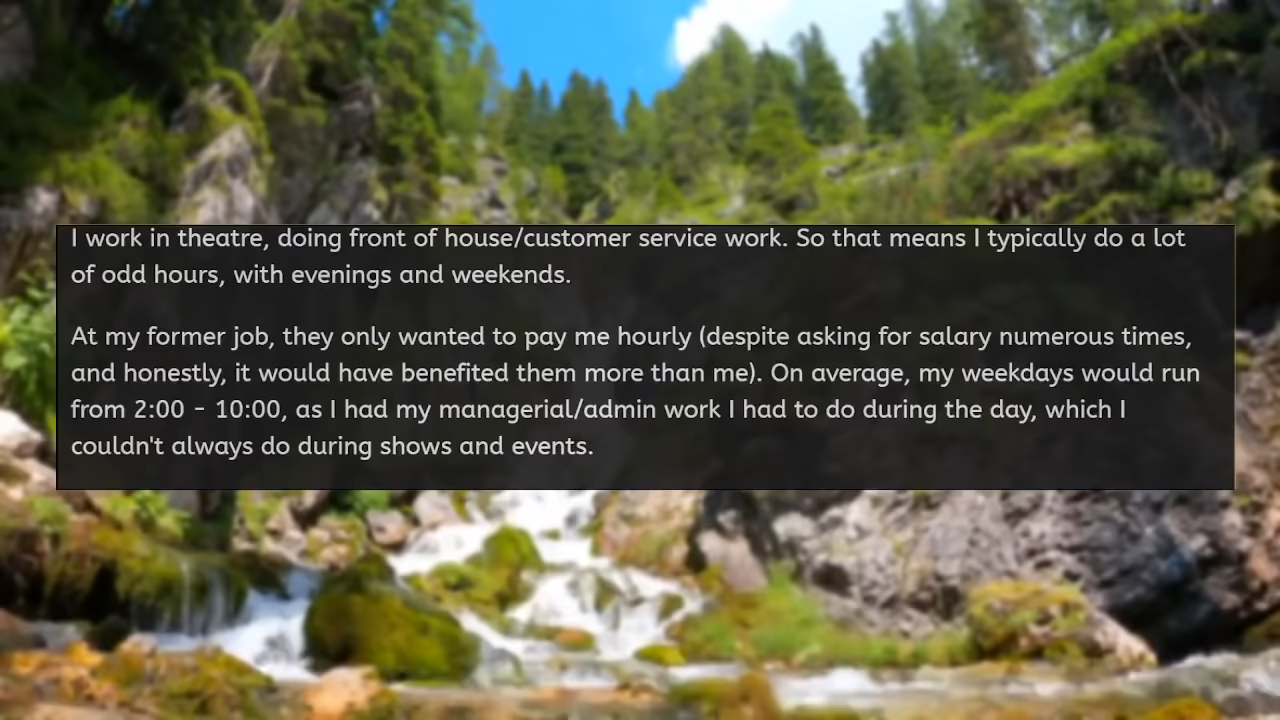 I work in theatre, doing front of house/customer service work. So that means I typically do a lot
of odd hours, with evenings and weekends.
At my former job, they only wanted to pay me hourly (despite asking for salary numerous times,
and honestly, it would have benefited them more than me). On average, my weekdays would run
from 2:00 - 10:00, as I had my managerial/admin work I had to do during the day, which I
couldn't always do during shows and events.